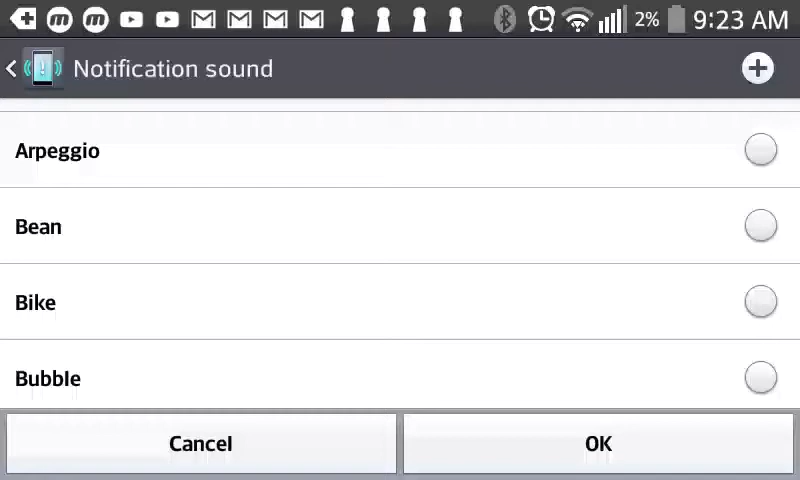 2% 9:23 AM
Notification sound
Arpeggio
Bean
Bike
Bubble
Cancel OK